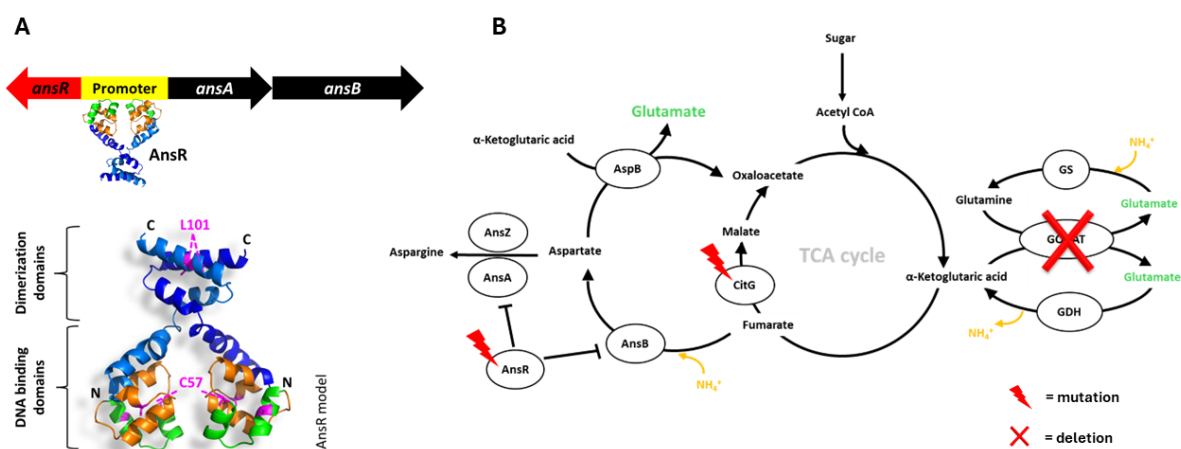 A
ansR
Promoter
ansA
ansB
AnsR
L101
C
C
Dimerization
domains
C57
N
N
DNA binding
domains
AnsR model
B
Sugar
Acetyl CoA
Glutamate
α-Ketoglutaric acid
AspB
Oxaloacetate
NH₄⁺
GS
Glutamine
Glutamate
AnsZ
Aspargine
Aspartate
AnsA
Malate
TCA cycle
CitG
α-Ketoglutaric acid
Glutamate
GDH
NH₄⁺
Fumarate
AnsB
AnsR
NH₄⁺
= mutation
= deletion